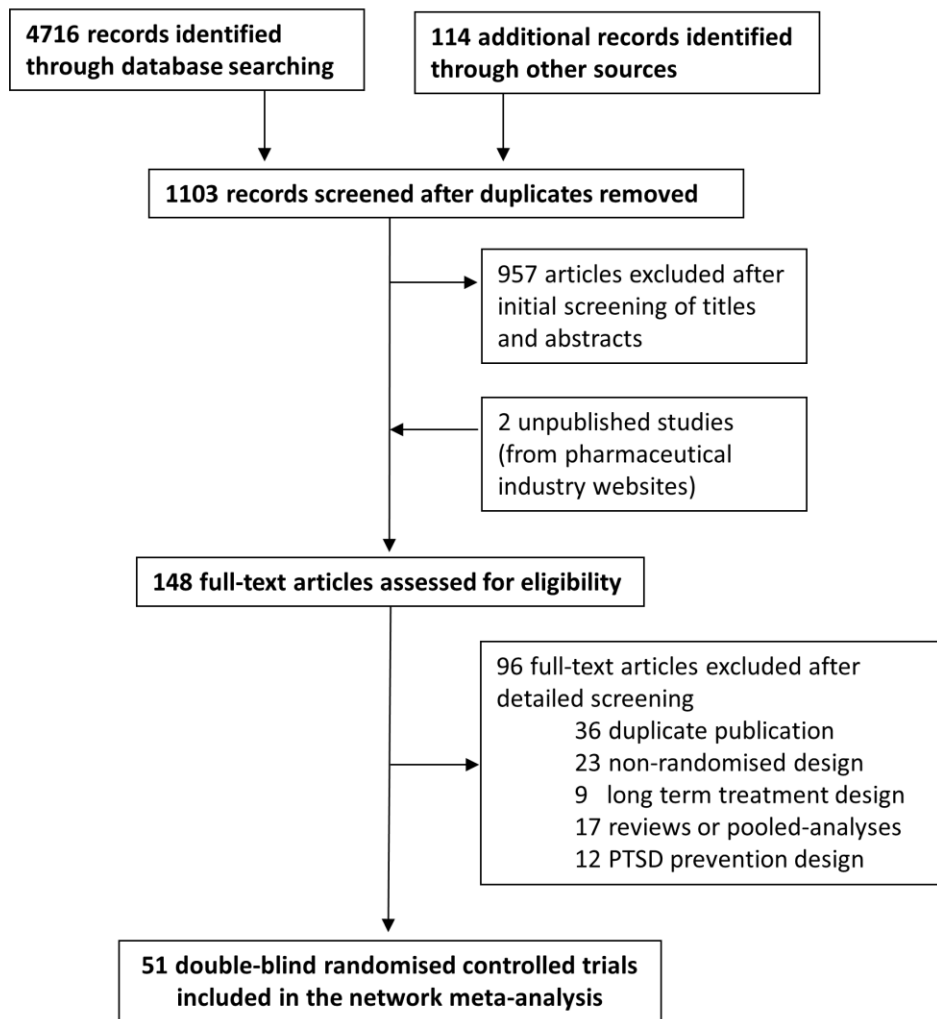 4716 records identified
through database searching
114 additional records identified
through other sources
1103 records screened after duplicates removed
957 articles excluded after
initial screening of titles
and abstracts
2 unpublished studies
(from pharmaceutical
industry websites)
148 full-text articles assessed for eligibility
96 full-text articles excluded after
detailed screening
36 duplicate publication
23 non-randomised design
9 long term treatment design
17 reviews or pooled-analyses
12 PTSD prevention design
51 double-blind randomised controlled trials
included in the network meta-analysis